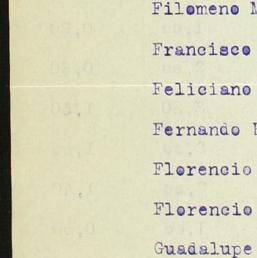 Filomeno M
Francisco
Feliciano
Fernando
Florencio
Florencio
Guadalupe